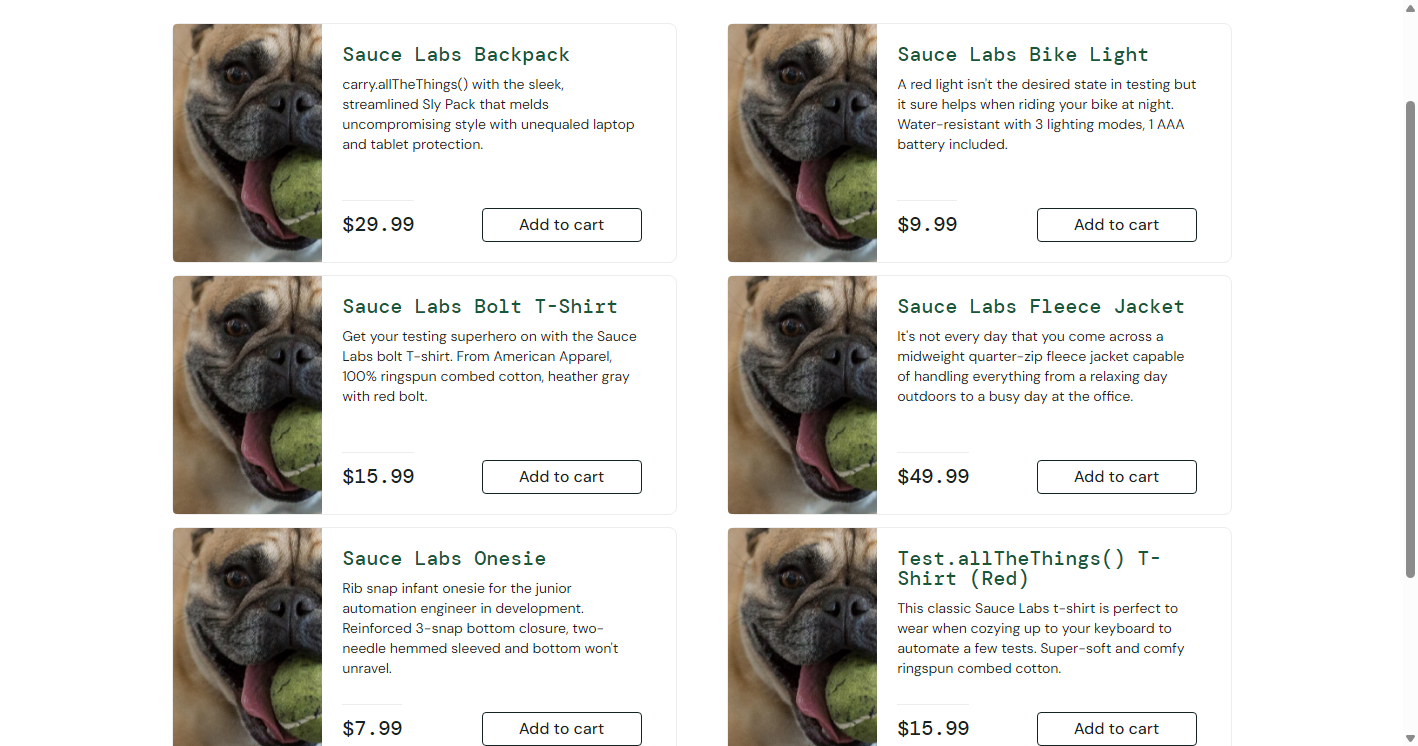 Sauce Labs Backpack
carry.allTheThings() with the sleek,
streamlined Sly Pack that melds
uncompromising style with unequaled laptop
and tablet protection.
$29.99
Add to cart
Sauce Labs Bike Light
A red light isn't the desired state in testing but
it sure helps when riding your bike at night.
Water-resistant with 3 lighting modes, 1 AAA
battery included.
$9.99
Add to cart
Sauce Labs Bolt T-Shirt
Get your testing superhero on with the Sauce
Labs bolt T-shirt. From American Apparel,
100% ringspun combed cotton, heather gray
with red bolt.
$15.99
Add to cart
Sauce Labs Fleece Jacket
It's not every day that you come across a
midweight quarter-zip fleece jacket capable
of handling everything from a relaxing day
outdoors to a busy day at the office.
$49.99
Add to cart
Sauce Labs Onesie
Rib snap infant onesie for the junior
automation engineer in development.
Reinforced 3-snap bottom closure, two-
needle hemmed sleeved and bottom won't
unravel.
$7.99
Add to cart
Test.allTheThings() T-
Shirt (Red)
This classic Sauce Labs t-shirt is perfect to
wear when cozying up to your keyboard to
automate a few tests. Super-soft and comfy
ringspun combed cotton.
$15.99
Add to cart